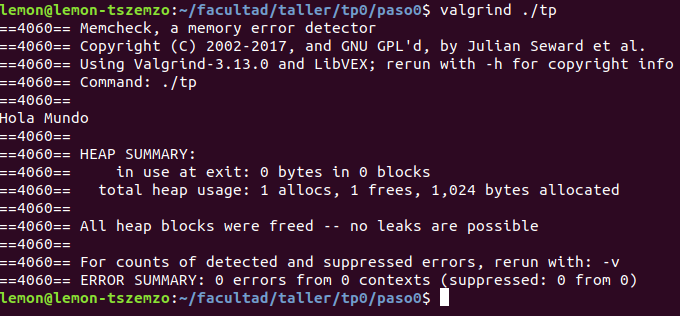 lemon@lemon-tszemzo:~/facultad/taller/tp0/paso0$ valgrind ./tp
==4060== Memcheck, a memory error detector
==4060== Copyright (C) 2002-2017, and GNU GPL'd, by Julian Seward et al.
==4060== Using Valgrind-3.13.0 and LibVEX; rerun with -h for copyright info
==4060== Command: ./tp
==4060==
Hola Mundo
==4060==
==4060== HEAP SUMMARY:
==4060==     in use at exit: 0 bytes in 0 blocks
==4060==   total heap usage: 1 allocs, 1 frees, 1,024 bytes allocated
==4060==
==4060== All heap blocks were freed -- no leaks are possible
==4060==
==4060== For counts of detected and suppressed errors, rerun with: -v
==4060== ERROR SUMMARY: 0 errors from 0 contexts (suppressed: 0 from 0)
lemon@lemon-tszemzo:~/facultad/taller/tp0/paso0$